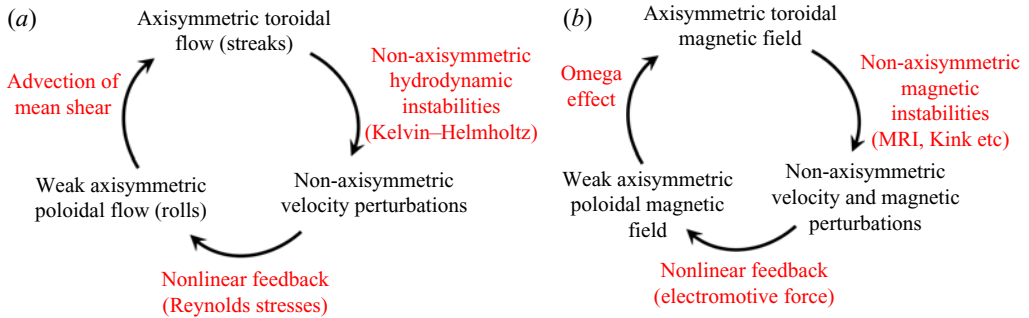 (a)
Axisymmetric toroidal
flow (streaks)
Non-axisymmetric
hydrodynamic
instabilities
(Kelvin–Helmholtz)
Advection of
mean shear
Weak axisymmetric
poloidal flow (rolls)
Non-axisymmetric
velocity perturbations
Nonlinear feedback
(Reynolds stresses)
(b)
Axisymmetric toroidal
magnetic field
Non-axisymmetric
magnetic
instabilities
(MRI, Kink etc)
Omega
effect
Weak axisymmetric
poloidal magnetic
field
Non-axisymmetric
velocity and magnetic
perturbations
Nonlinear feedback
(electromotive force)